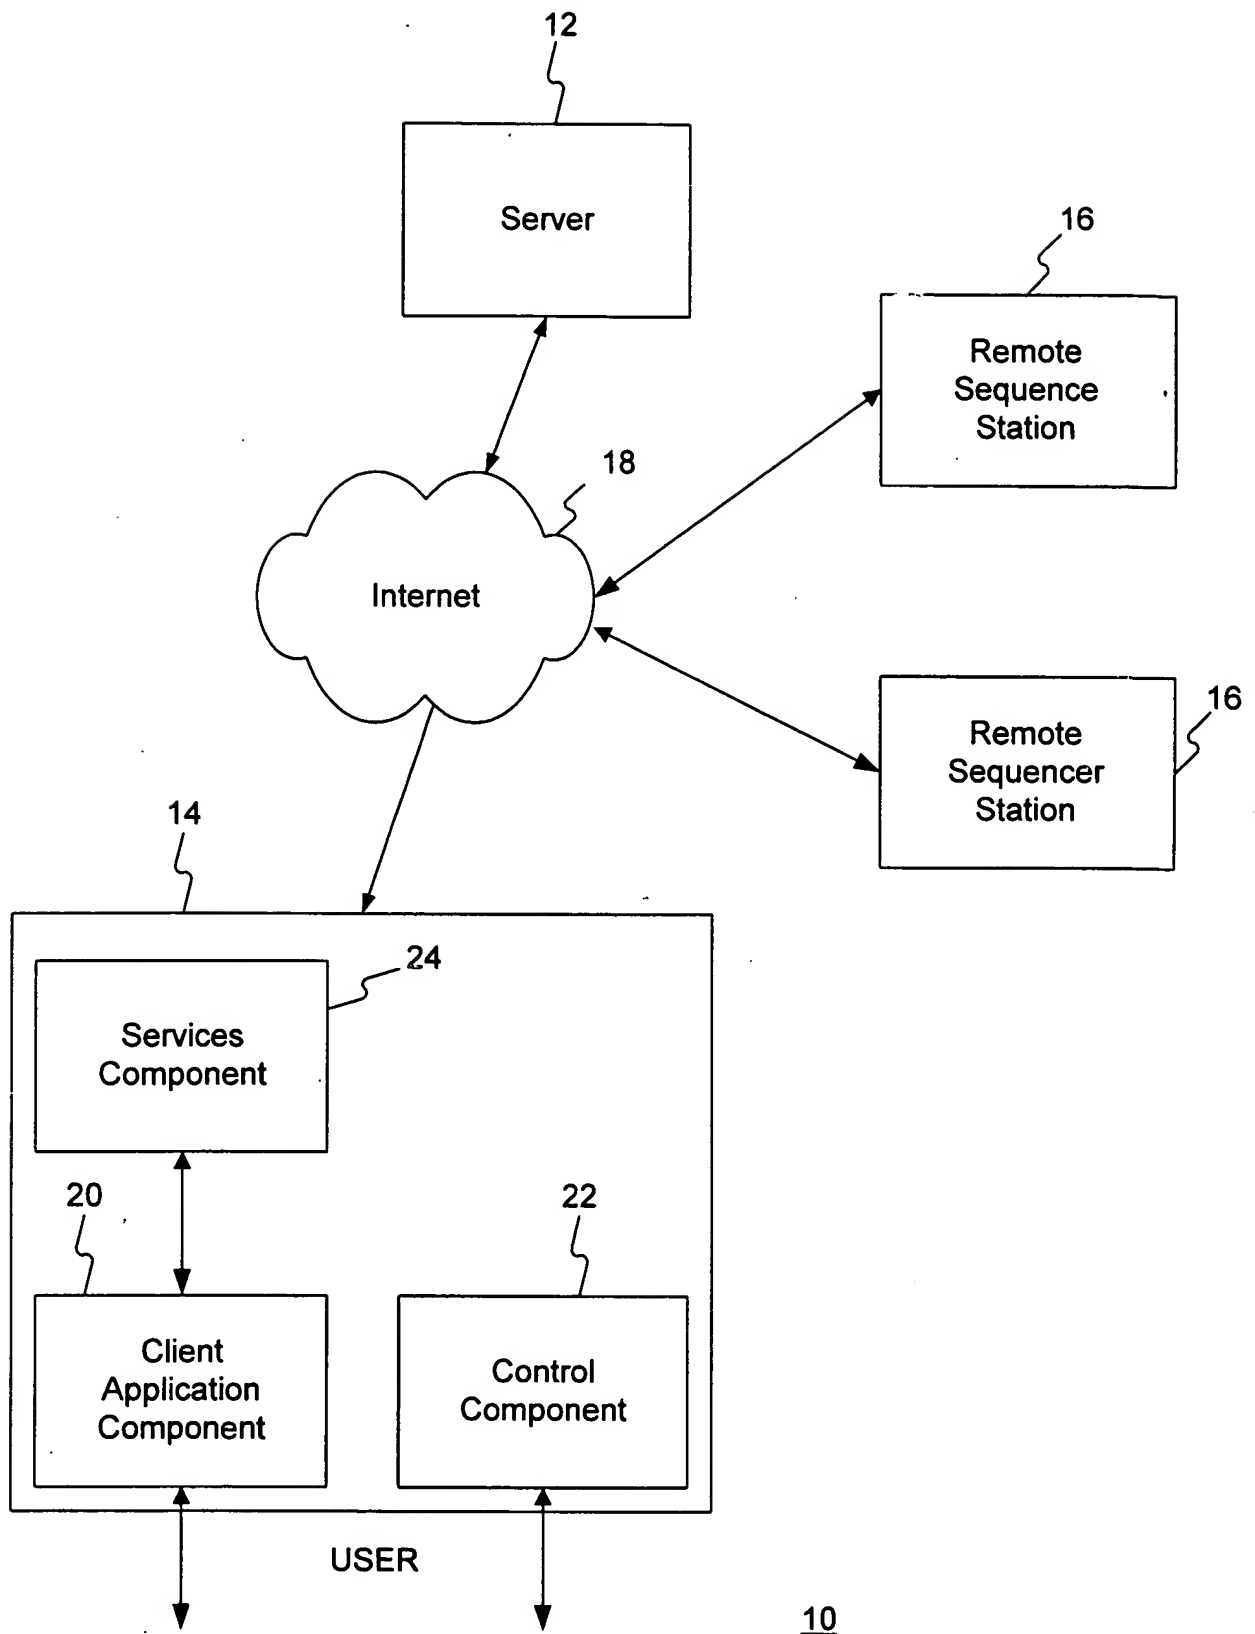 12
Server
16
Remote
Sequence
Station
18
Internet
Remote
Sequencer
Station
16
14
24
Services
Component
20
22
Client
Application
Component
Control
Component
USER
10